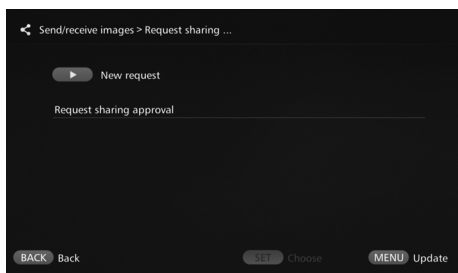 Send/receive images > Request sharing ...
New request
Request sharing approval
BACK Back SET Choose MENU Update